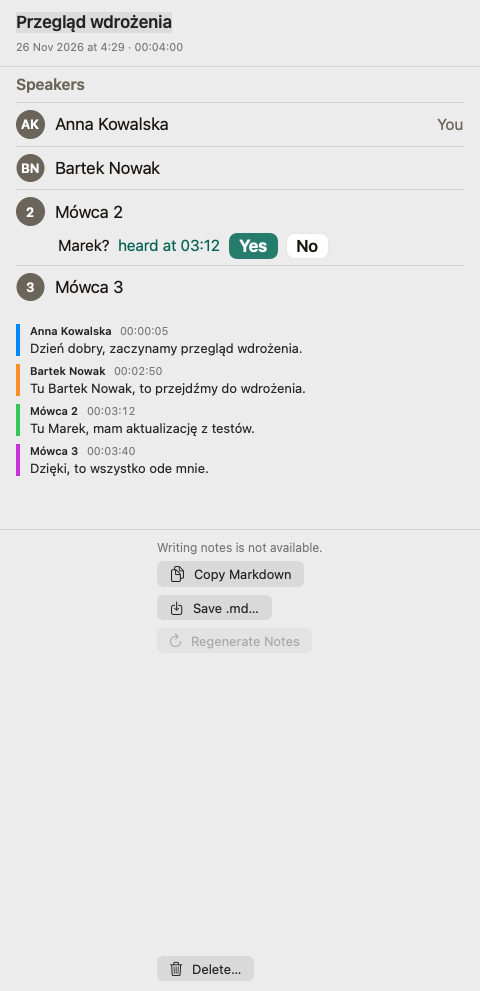 Przegląd wdrożenia
26 Nov 2026 at 4:29 · 00:04:00
Speakers
AK Anna Kowalska You
BN Bartek Nowak
2 Mówca 2
Marek? heard at 03:12 Yes No
3 Mówca 3
Anna Kowalska 00:00:05
Dzień dobry, zaczynamy przegląd wdrożenia.
Bartek Nowak 00:02:50
Tu Bartek Nowak, to przejdźmy do wdrożenia.
Mówca 2 00:03:12
Tu Marek, mam aktualizację z testów.
Mówca 3 00:03:40
Dzięki, to wszystko ode mnie.
Writing notes is not available.
Copy Markdown
Save .md...
Regenerate Notes
Delete...